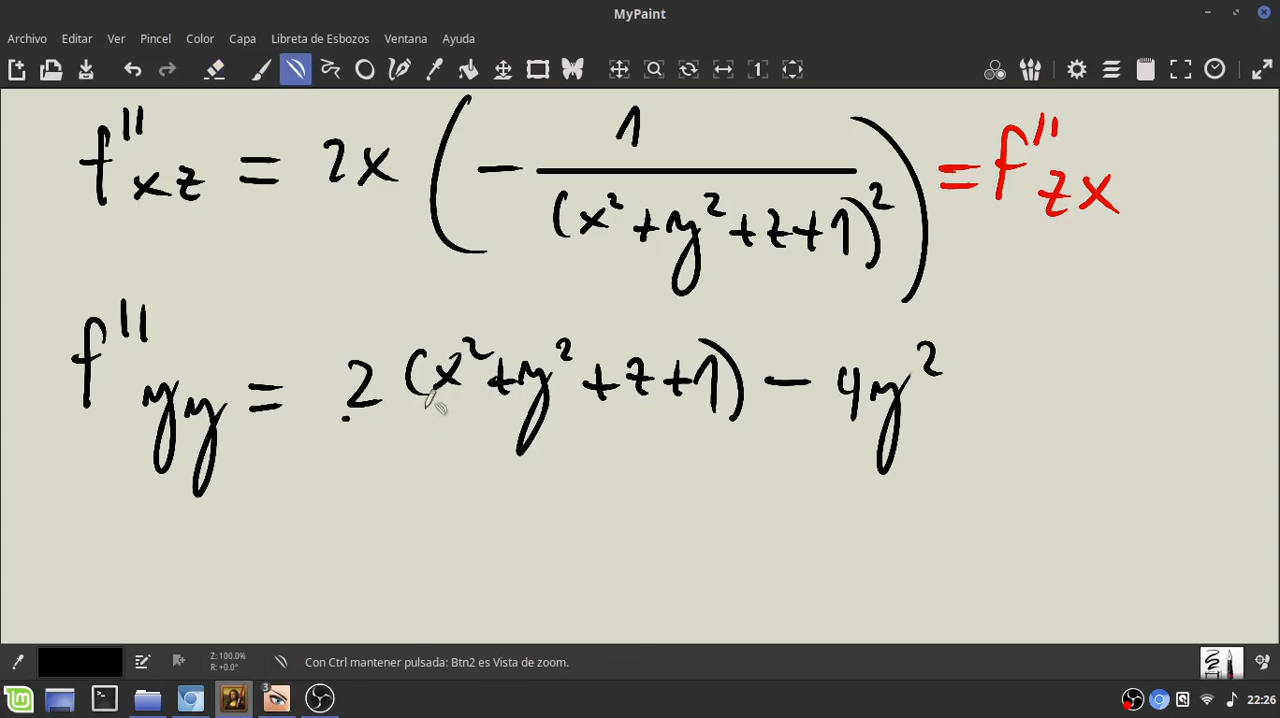 MyPaint
Archivo Editar Ver Pincel Color Capa Libreta de Esbozos Ventana Ayuda
f''xz = 2x ( - 1/(x²+y²+z+1)² ) = f''zx
f''yy = 2 (x²+y²+z+1) - 4y²
Z: 100.0%
R: +0.0°
Con Ctrl mantener pulsada: Btn2 es Vista de zoom.
3
22:26